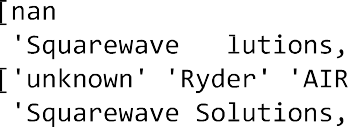 [nan
'Squarewave lutions,
['unknown' 'Ryder' 'AIR
'Squarewave Solutions,